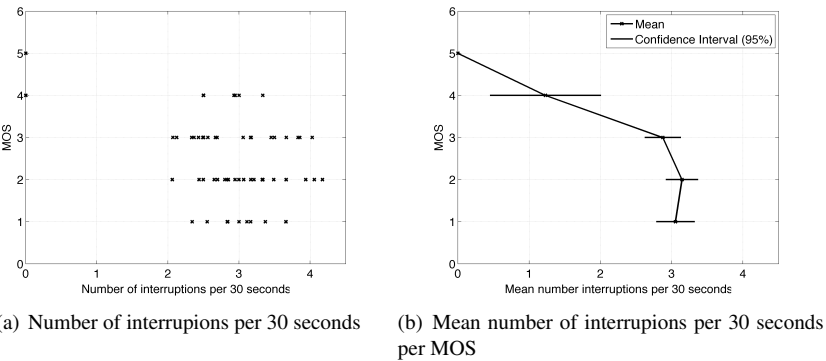 6
5
4
3
2
1
0
MOS
0
1
2
3
4
Number of interruptions per 30 seconds
(a) Number of interrupions per 30 seconds
6
5
4
3
2
1
0
MOS
0
1
2
3
4
Mean number interruptions per 30 seconds
Mean
Confidence Interval (95%)
(b) Mean number of interrupions per 30 seconds
per MOS